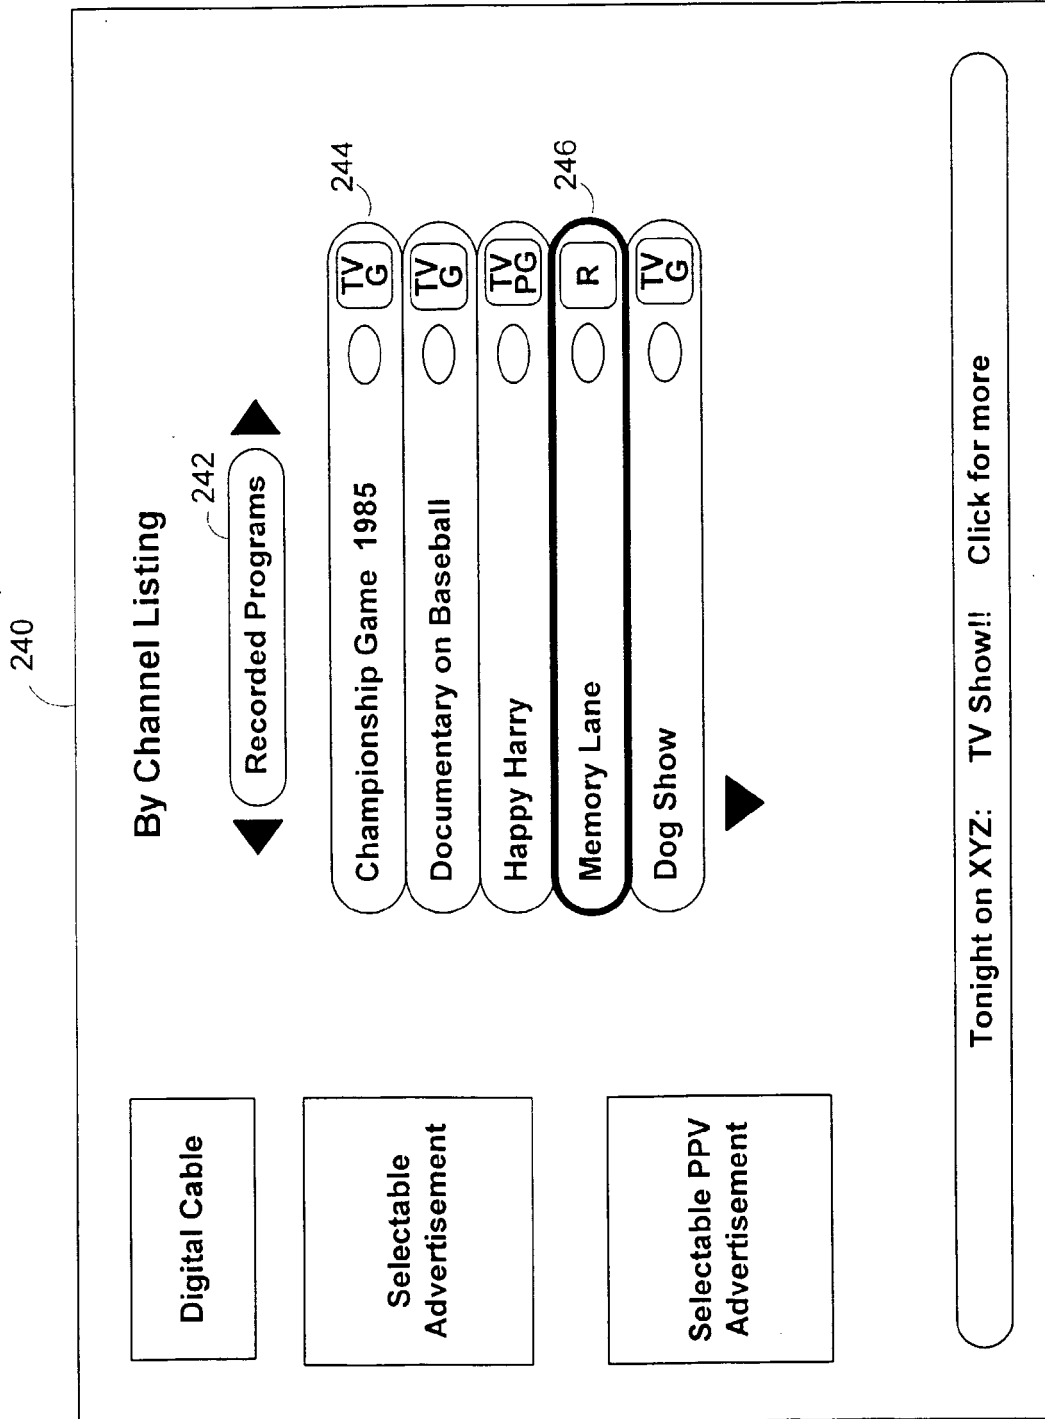 240
By Channel Listing
242
Recorded Programs
Digital Cable
Selectable
Advertisement
Selectable PPV
Advertisement
244
Championship Game 1985
TV
G
Documentary on Baseball
TV
G
Happy Harry
TV
PG
246
Memory Lane
R
Dog Show
TV
G
Tonight on XYZ: TV Show!! Click for more